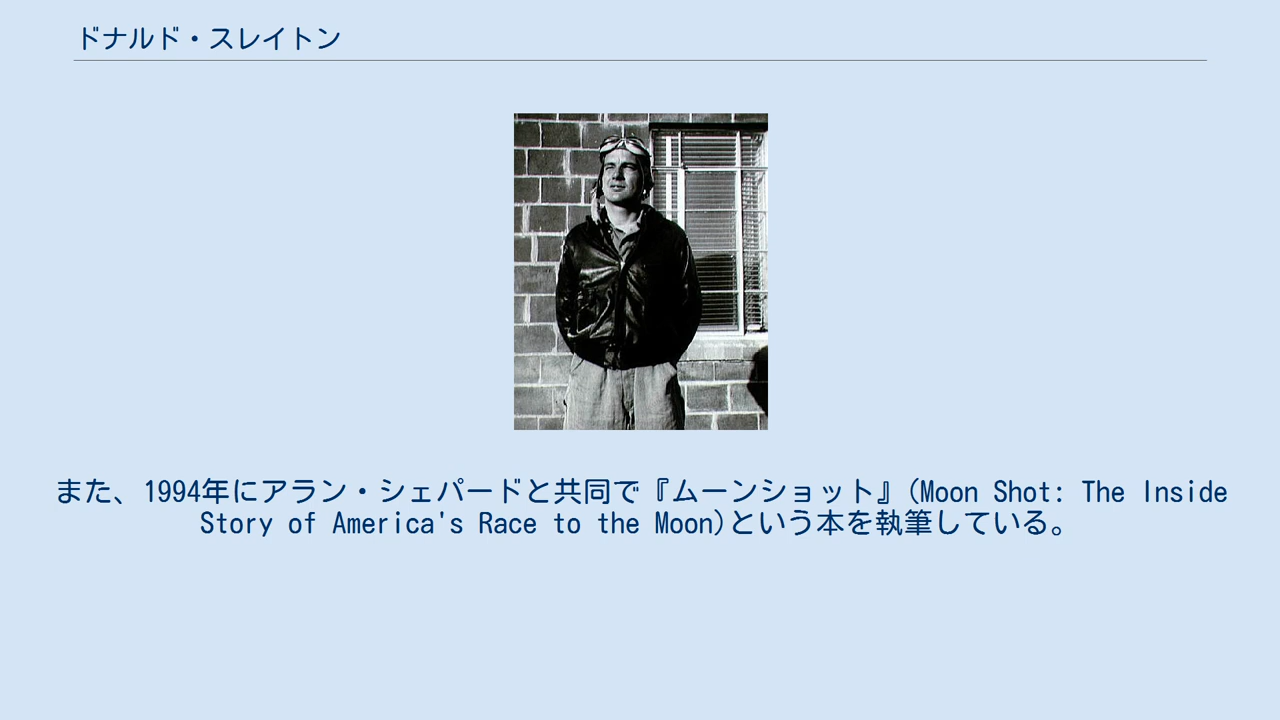 ドナルド・スレイトン
また、1994年にアラン・シェパードと共同で『ムーンショット』(Moon Shot: The Inside
Story of America's Race to the Moon)という本を執筆している。